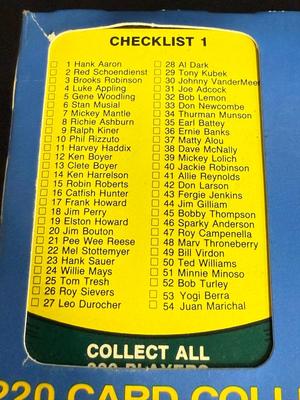 CHECKLIST 1
1 Hank Aaron
2 Red Schoendienst
3 Brooks Robinson
4 Luke Appling
5 Gene Woodling
6 Stan Musial
7 Mickey Mantle
8 Richie Ashburn
9 Ralph Kiner
10 Phil Rizzuto
11 Harvey Haddix
12 Ken Boyer
13 Clete Boyer
14 Ken Harrelson
15 Robin Roberts
16 Catfish Hunter
17 Frank Howard
18 Jim Perry
19 Elston Howard
20 Jim Bouton
21 Pee Wee Reese
22 Mel Stottemyer
23 Hank Sauer
24 Willie Mays
25 Tom Tresh
26 Roy Sievers
27 Leo Durocher
28 Al Dark
29 Tony Kubek
30 Johnny VanderMeer
31 Joe Adcock
32 Bob Lemon
33 Don Newcombe
34 Thurman Munson
35 Earl Battey
36 Ernie Banks
37 Matty Alou
38 Dave McNally
39 Mickey Lolich
40 Jackie Robinson
41 Allie Reynolds
42 Don Larson
43 Fergie Jenkins
44 Jim Gilliam
45 Bobby Thompson
46 Sparky Anderson
47 Roy Campenella
48 Marv Throneberry
49 Bill Virdon
50 Ted Williams
51 Minnie Minoso
52 Bob Turley
53 Yogi Berra
54 Juan Marichal
COLLECT ALL
220 PLAYERS
220 CARD COLL